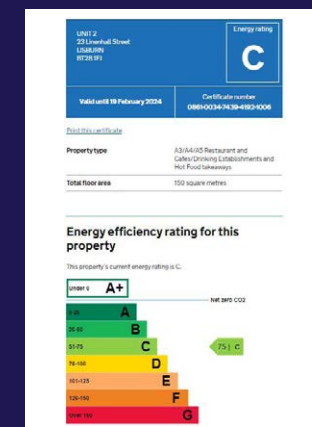 UNIT 2
23 Linenhall Street
LISBURN
BT28 1FJ
Energy rating
C
Valid until 19 February 2024
Certificate number
0861-0034-7439-4192-1006
Print this certificate
Property type
A3/A4/A5 Restaurant and
Cafes/Drinking Establishments and
Hot Food takeaways
Total floor area
150 square metres
Energy efficiency rating for this
property
This property's current energy rating is C.
Under 0 A+
Net zero CO2
0-25 A
26-50 B
51-75 C
75 | C
76-100 D
101-125 E
126-150 F
Over 150 G